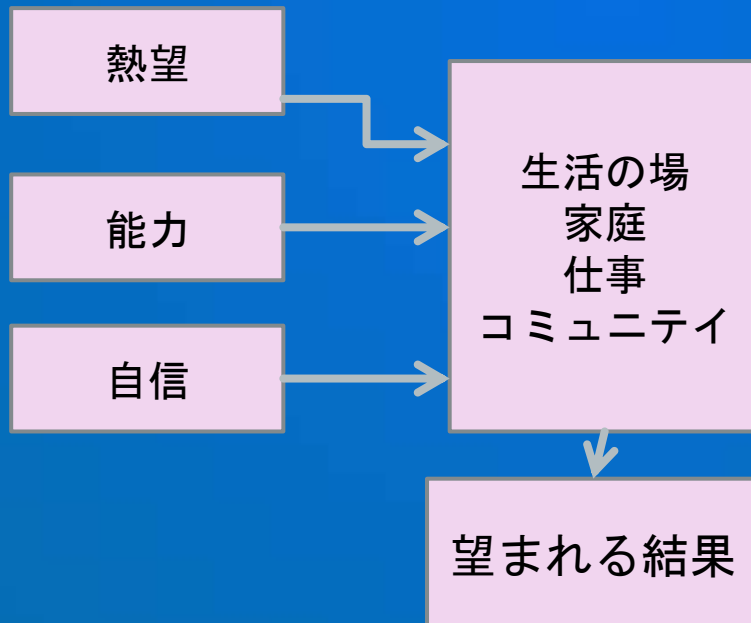 熱望
能力
自信
生活の場
家庭
仕事
コミュニテイ
望まれる結果